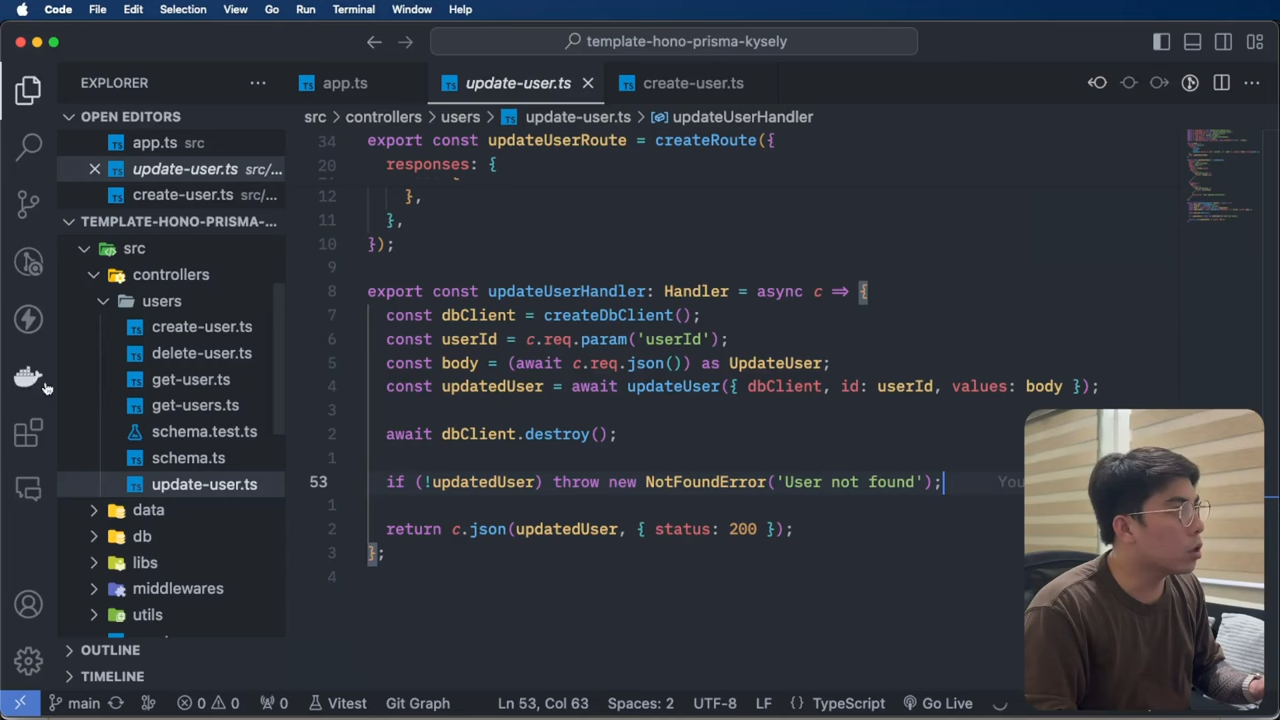 Code File Edit Selection View Go Run Terminal Window Help
template-hono-prisma-kysely
EXPLORER
app.ts
update-user.ts
create-user.ts
OPEN EDITORS
app.ts src
update-user.ts src/...
create-user.ts src/...
TEMPLATE-HONO-PRISMA-...
src
controllers
users
create-user.ts
delete-user.ts
get-user.ts
get-users.ts
schema.test.ts
schema.ts
update-user.ts
data
db
libs
middlewares
utils
OUTLINE
TIMELINE
src > controllers > users > update-user.ts > updateUserHandler
34 export const updateUserRoute = createRoute({
20 responses: {
12 },
11 },
10 });
9
8 export const updateUserHandler: Handler = async c => {
7 const dbClient = createDbClient();
6 const userId = c.req.param('userId');
5 const body = (await c.req.json()) as UpdateUser;
4 const updatedUser = await updateUser({ dbClient, id: userId, values: body });
3
2 await dbClient.destroy();
1
53 if (!updatedUser) throw new NotFoundError('User not found'); You
1
2 return c.json(updatedUser, { status: 200 });
3 };
4
main 0 0 0 Vitest Git Graph Ln 53, Col 63 Spaces: 2 UTF-8 LF {} TypeScript Go Live